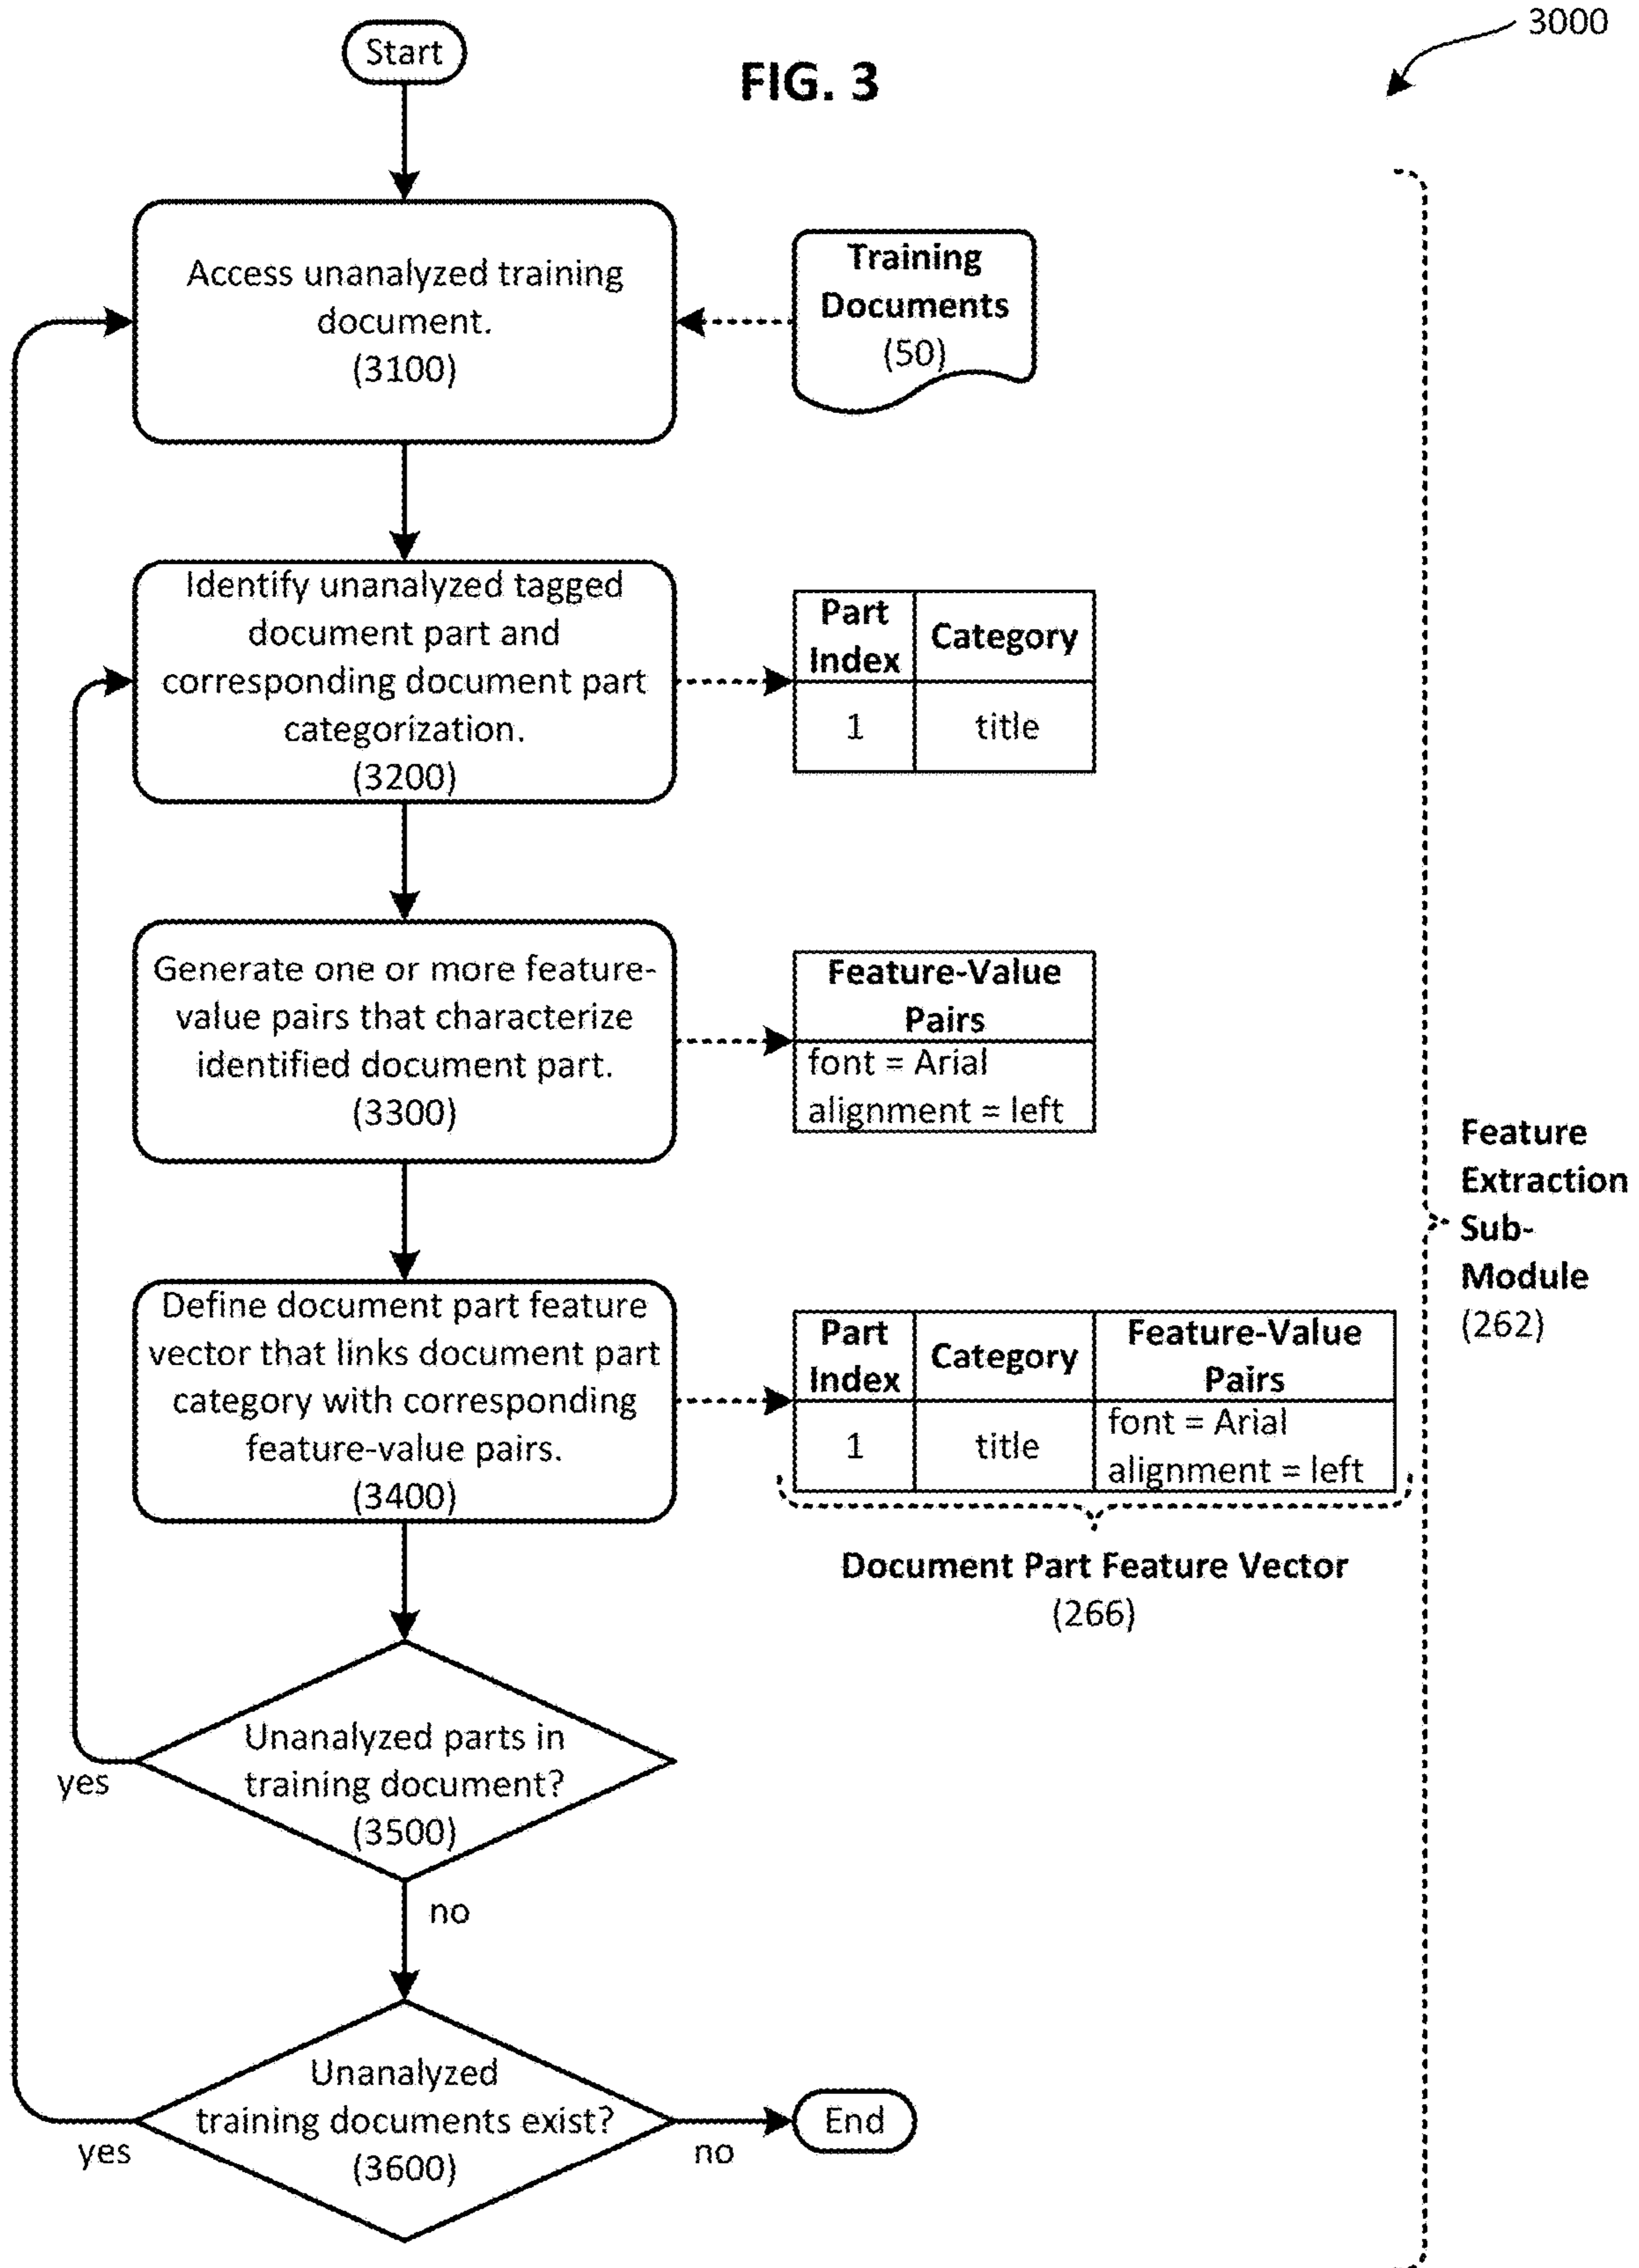 3000
Start
FIG. 3
Access unanalyzed training
document.
(3100)
Training
Documents
(50)
Identify unanalyzed tagged
document part and
corresponding document part
categorization.
(3200)
Part
Index
Category
1
title
Generate one or more feature-
value pairs that characterize
identified document part.
(3300)
Feature-Value
Pairs
font = Arial
alignment = left
Feature
Extraction
Sub-
Module
(262)
Define document part feature
vector that links document part
category with corresponding
feature-value pairs.
(3400)
Part
Index
Category
Feature-Value
Pairs
1
title
font = Arial
alignment = left
Document Part Feature Vector
(266)
Unanalyzed parts in
training document?
(3500)
yes
no
Unanalyzed
training documents exist?
(3600)
yes
no
End